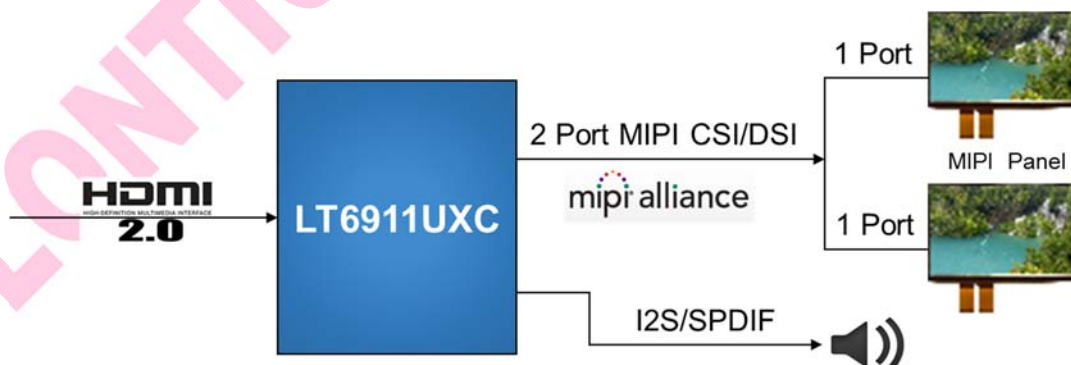 LONTI
HDMI
HIGH-DEFINITION MULTIMEDIA INTERFACE
2.0
LT6911UXC
2 Port MIPI CSI/DSI
mipi alliance
I2S/SPDIF
1 Port
MIPI Panel
1 Port